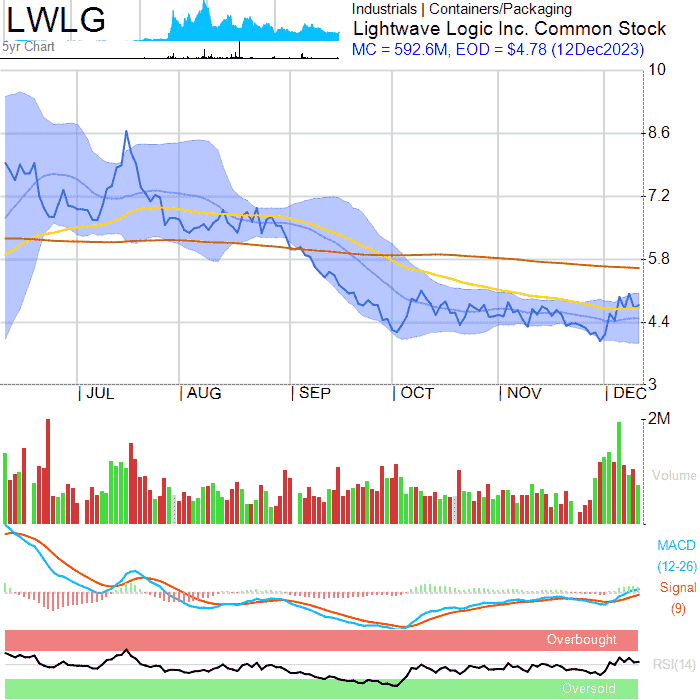 LWLG
5yr Chart
Industrials | Containers/Packaging
Lightwave Logic Inc. Common Stock
MC = 592.6M, EOD = $4.78 (12Dec2023)
10
8.6
7.2
5.8
4.4
3
JUL AUG SEP OCT NOV DEC
2M
Volume
MACD
(12-26)
Signal
(9)
Overbought
RSI(14)
Oversold